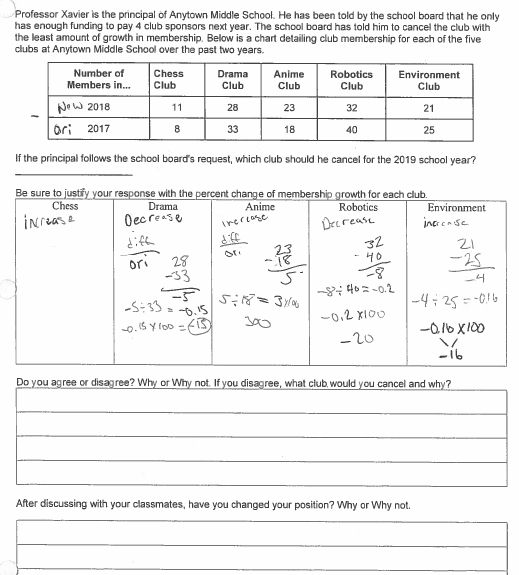 Professor Xavier is the principal of Anytown Middle School. He has been told by the school board that he only
has enough funding to pay 4 club sponsors next year. The school board has told him to cancel the club with
the least amount of growth in membership. Below is a chart detailing club membership for each of the five
clubs at Anytown Middle School over the past two years.
Number of Members in... Chess Club Drama Club Anime Club Robotics Club Environment Club
New 2018 11 28 23 32 21
- Ori 2017 8 33 18 40 25
If the principal follows the school board's request, which club should he cancel for the 2019 school year?
Be sure to justify your response with the percent change of membership growth for each club.
Chess Drama Anime Robotics Environment
increase Decrease increase Decrease increase
diff diff
ori ori
28
-33
-5
-5÷33 = -0.15
-0.15 X 100 = -15
23
-18
5
5÷18 =
300
32
-40
-8
-8÷40 = -0.2
-0.2 x100
-20
21
-25
-4
-4÷25 = -0.16
-0.16 X100
-16
Do you agree or disagree? Why or Why not. If you disagree, what club would you cancel and why?
After discussing with your classmates, have you changed your position? Why or Why not.